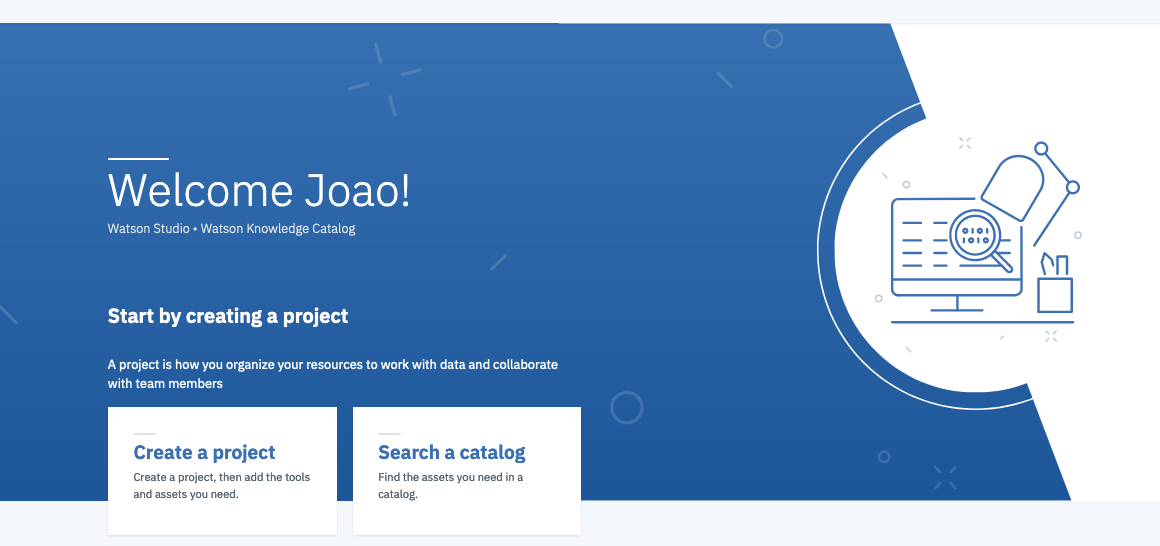 Welcome Joao!
Watson Studio • Watson Knowledge Catalog
Start by creating a project
A project is how you organize your resources to work with data and collaborate
with team members
Create a project
Create a project, then add the tools
and assets you need.
Search a catalog
Find the assets you need in a
catalog.